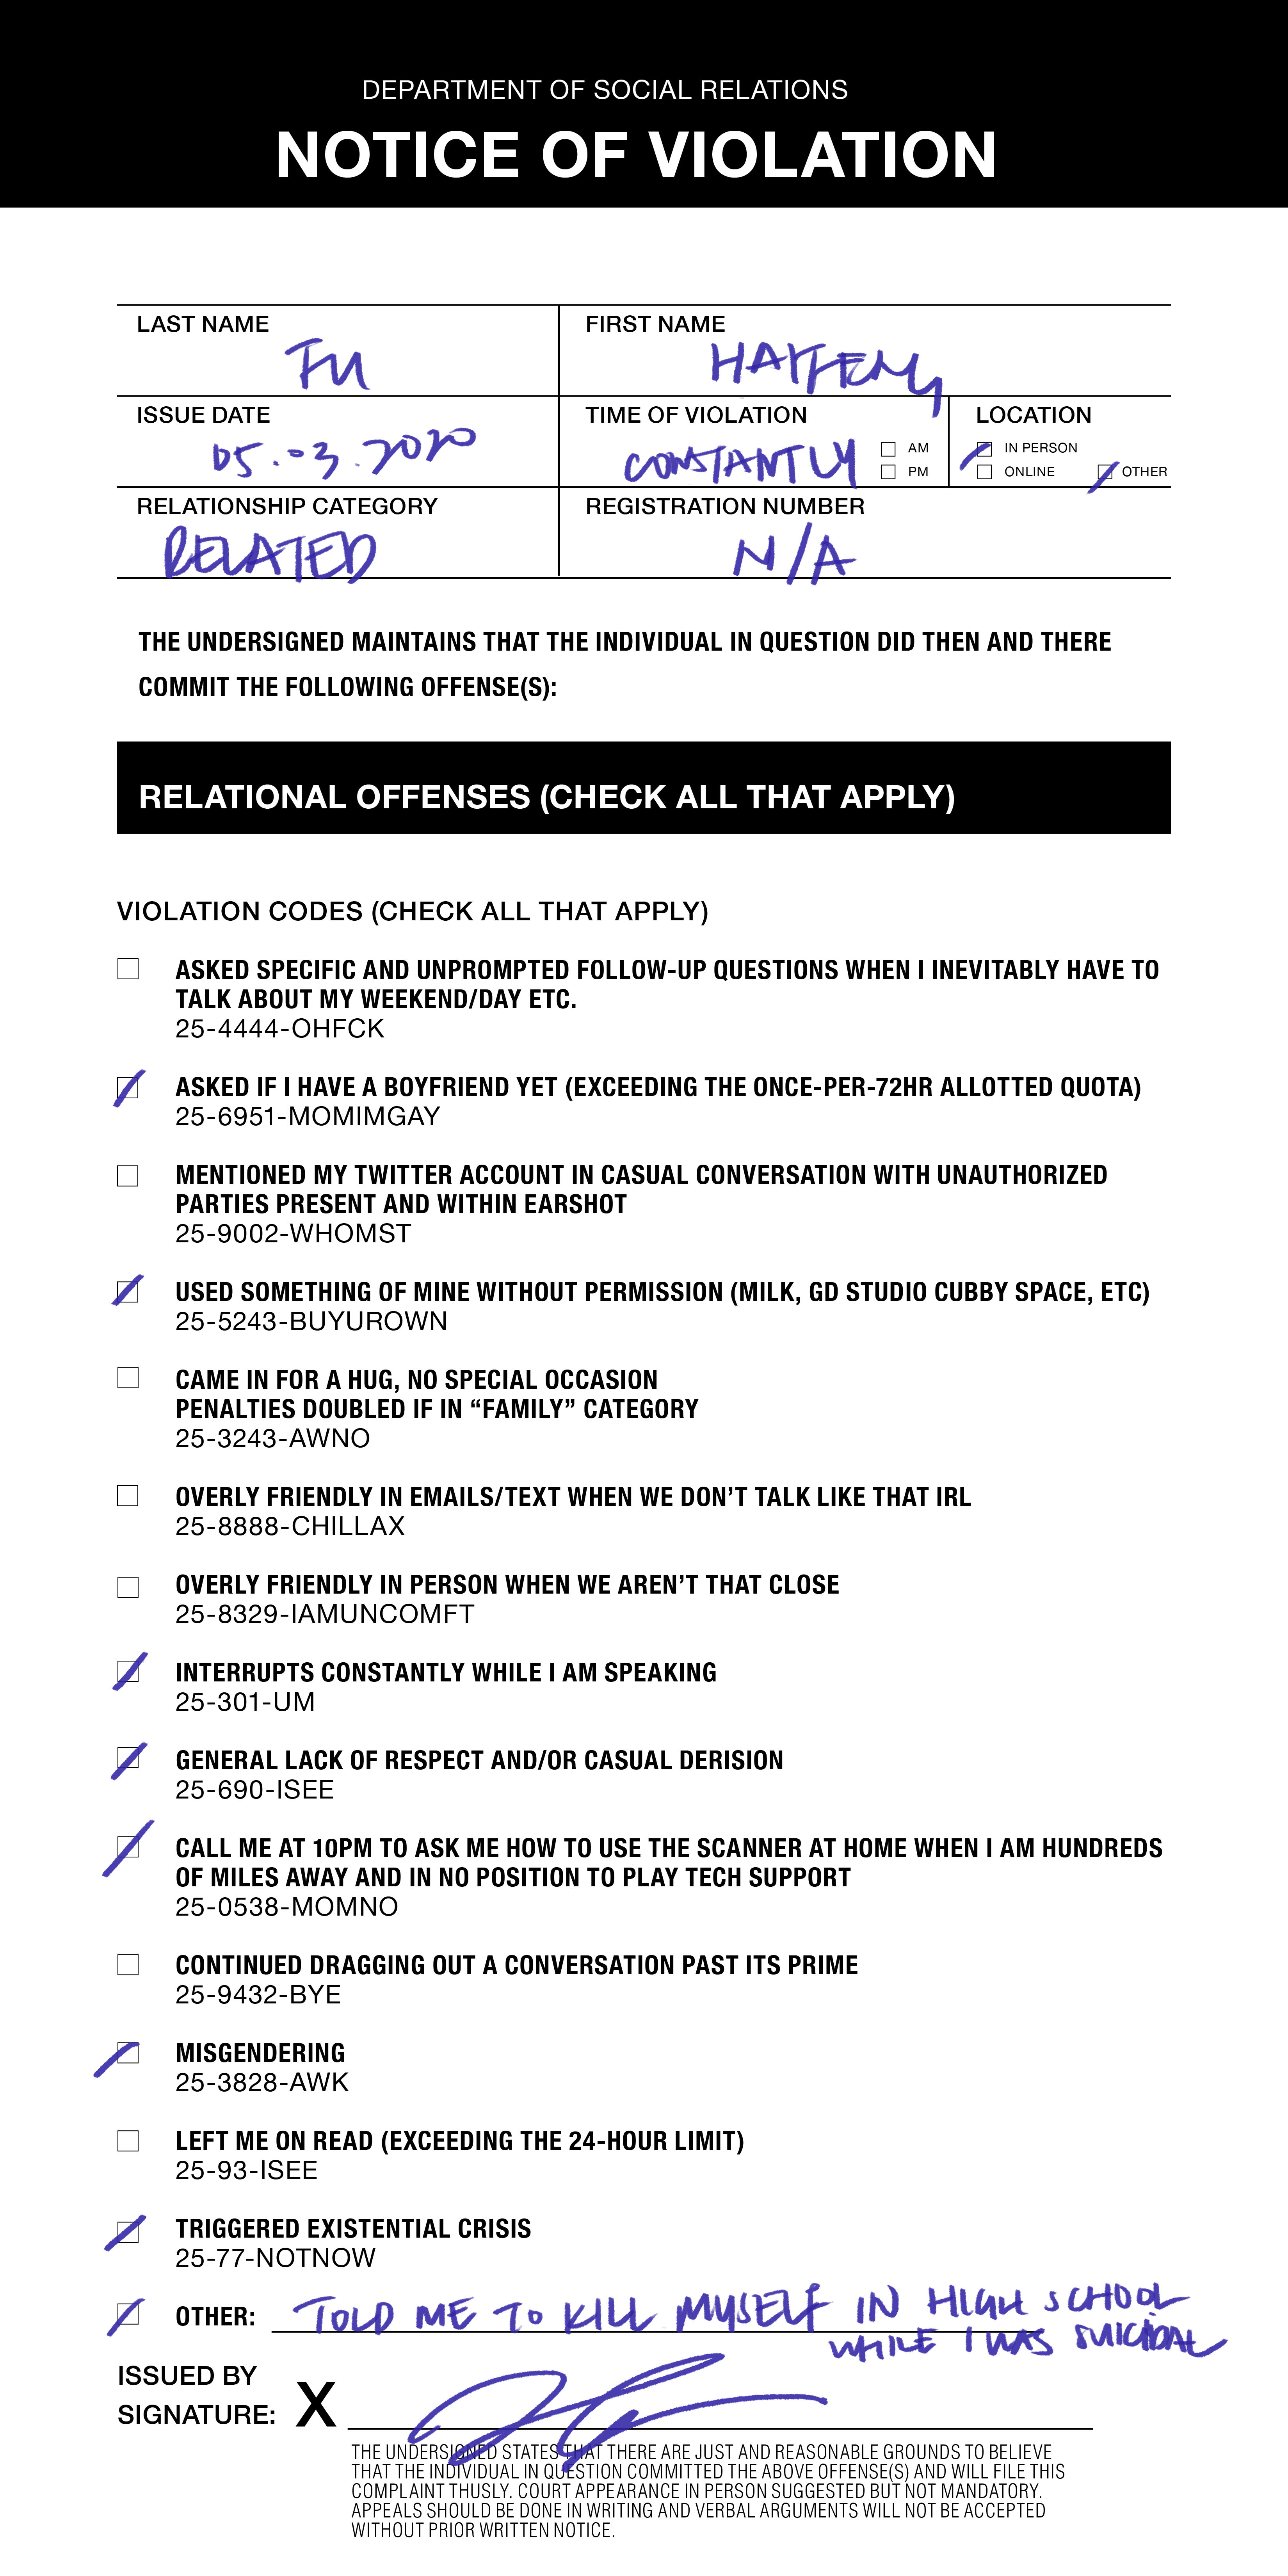 DEPARTMENT OF SOCIAL RELATIONS
NOTICE OF VIOLATION
LAST NAME
FU
FIRST NAME
HAIFENG
ISSUE DATE
05.03.2020
TIME OF VIOLATION
CONSTANTLY
AM
PM
LOCATION
IN PERSON
ONLINE
OTHER
RELATIONSHIP CATEGORY
RELATED
REGISTRATION NUMBER
N/A
THE UNDERSIGNED MAINTAINS THAT THE INDIVIDUAL IN QUESTION DID THEN AND THERE
COMMIT THE FOLLOWING OFFENSE(S):
RELATIONAL OFFENSES (CHECK ALL THAT APPLY)
VIOLATION CODES (CHECK ALL THAT APPLY)
ASKED SPECIFIC AND UNPROMPTED FOLLOW-UP QUESTIONS WHEN I INEVITABLY HAVE TO
TALK ABOUT MY WEEKEND/DAY ETC.
25-4444-OHFCK
ASKED IF I HAVE A BOYFRIEND YET (EXCEEDING THE ONCE-PER-72HR ALLOTTED QUOTA)
25-6951-MOMIMGAY
MENTIONED MY TWITTER ACCOUNT IN CASUAL CONVERSATION WITH UNAUTHORIZED
PARTIES PRESENT AND WITHIN EARSHOT
25-9002-WHOMST
USED SOMETHING OF MINE WITHOUT PERMISSION (MILK, GD STUDIO CUBBY SPACE, ETC)
25-5243-BUYUROWN
CAME IN FOR A HUG, NO SPECIAL OCCASION
PENALTIES DOUBLED IF IN “FAMILY” CATEGORY
25-3243-AWNO
OVERLY FRIENDLY IN EMAILS/TEXT WHEN WE DON’T TALK LIKE THAT IRL
25-8888-CHILLAX
OVERLY FRIENDLY IN PERSON WHEN WE AREN’T THAT CLOSE
25-8329-IAMUNCOMFT
INTERRUPTS CONSTANTLY WHILE I AM SPEAKING
25-301-UM
GENERAL LACK OF RESPECT AND/OR CASUAL DERISION
25-690-ISEE
CALL ME AT 10PM TO ASK ME HOW TO USE THE SCANNER AT HOME WHEN I AM HUNDREDS
OF MILES AWAY AND IN NO POSITION TO PLAY TECH SUPPORT
25-0538-MOMNO
CONTINUED DRAGGING OUT A CONVERSATION PAST ITS PRIME
25-9432-BYE
MISGENDERING
25-3828-AWK
LEFT ME ON READ (EXCEEDING THE 24-HOUR LIMIT)
25-93-ISEE
TRIGGERED EXISTENTIAL CRISIS
25-77-NOTNOW
OTHER: TOLD ME TO KILL MYSELF IN HIGH SCHOOL
WHILE I WAS SUICIDAL
ISSUED BY
SIGNATURE: X
THE UNDERSIGNED STATES THAT THERE ARE JUST AND REASONABLE GROUNDS TO BELIEVE
THAT THE INDIVIDUAL IN QUESTION COMMITTED THE ABOVE OFFENSE(S) AND WILL FILE THIS
COMPLAINT THUSLY. COURT APPEARANCE IN PERSON SUGGESTED BUT NOT MANDATORY.
APPEALS SHOULD BE DONE IN WRITING AND VERBAL ARGUMENTS WILL NOT BE ACCEPTED
WITHOUT PRIOR WRITTEN NOTICE.